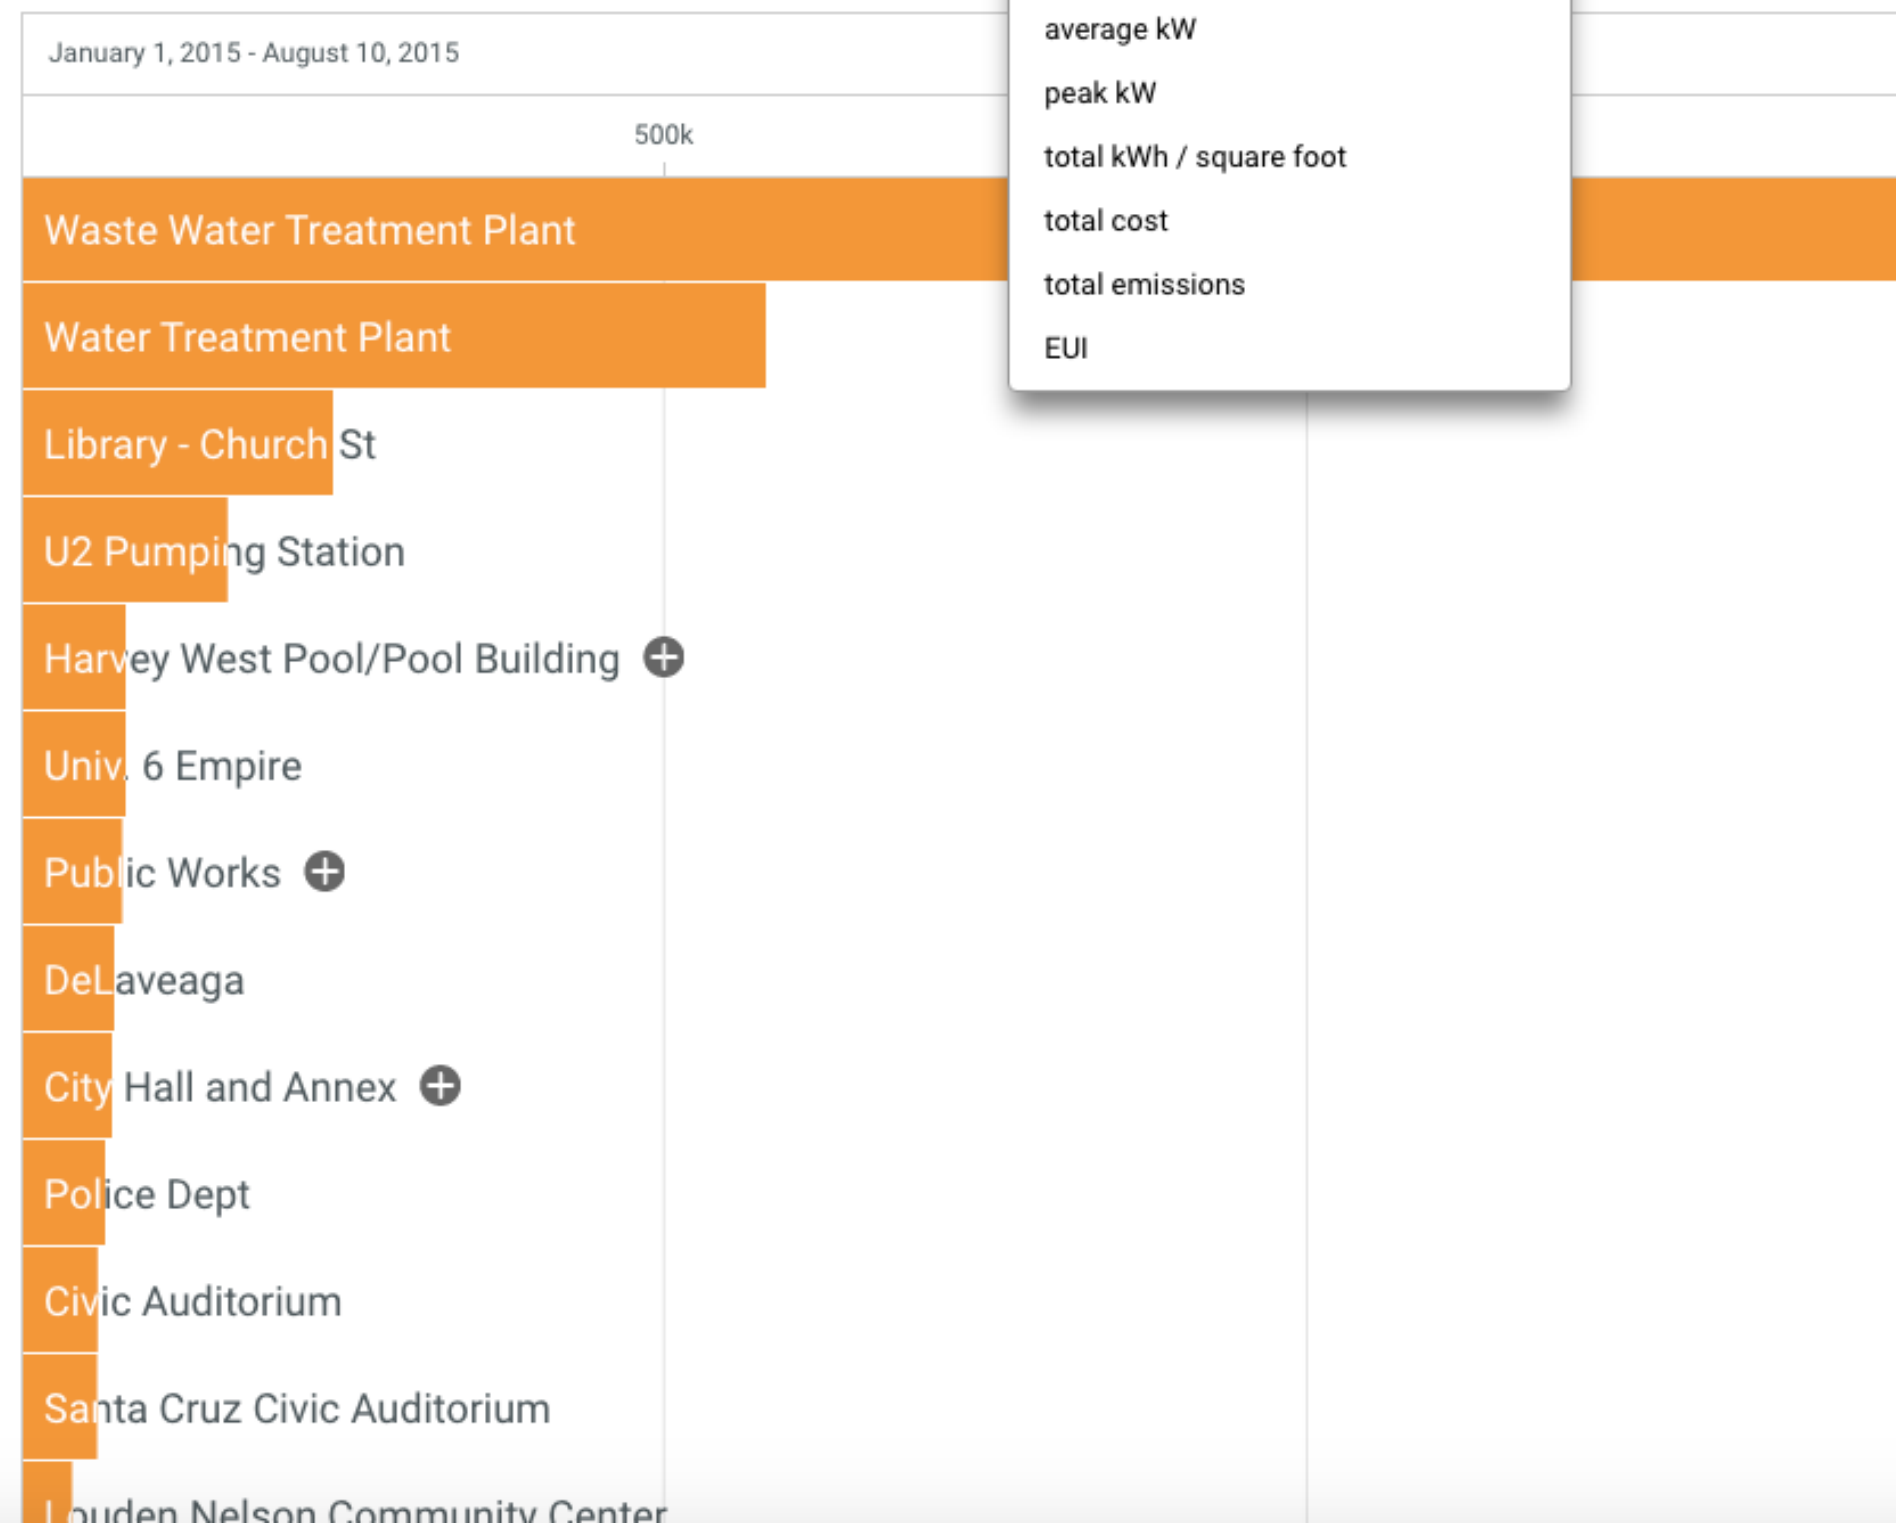 January 1, 2015 - August 10, 2015
500k
average kW
peak kW
total kWh / square foot
total cost
total emissions
EUI
Waste Water Treatment Plant
Water Treatment Plant
Library - Church St
U2 Pumping Station
Harvey West Pool/Pool Building
Univ. 6 Empire
Public Works
DeLaveaga
City Hall and Annex
Police Dept
Civic Auditorium
Santa Cruz Civic Auditorium
Louden Nelson Community Center